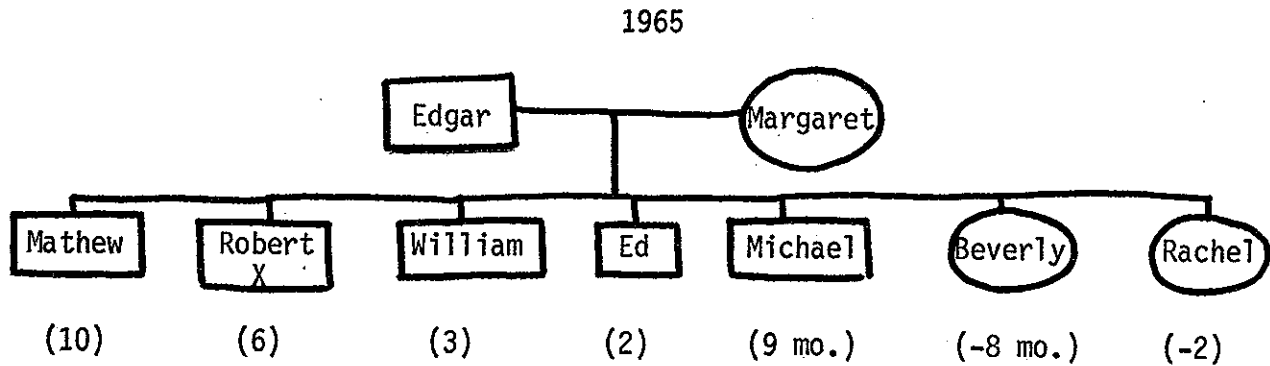 1965
Edgar Margaret
Mathew Robert William Ed Michael Beverly Rachel
X
(10) (6) (3) (2) (9 mo.) (-8 mo.) (-2)